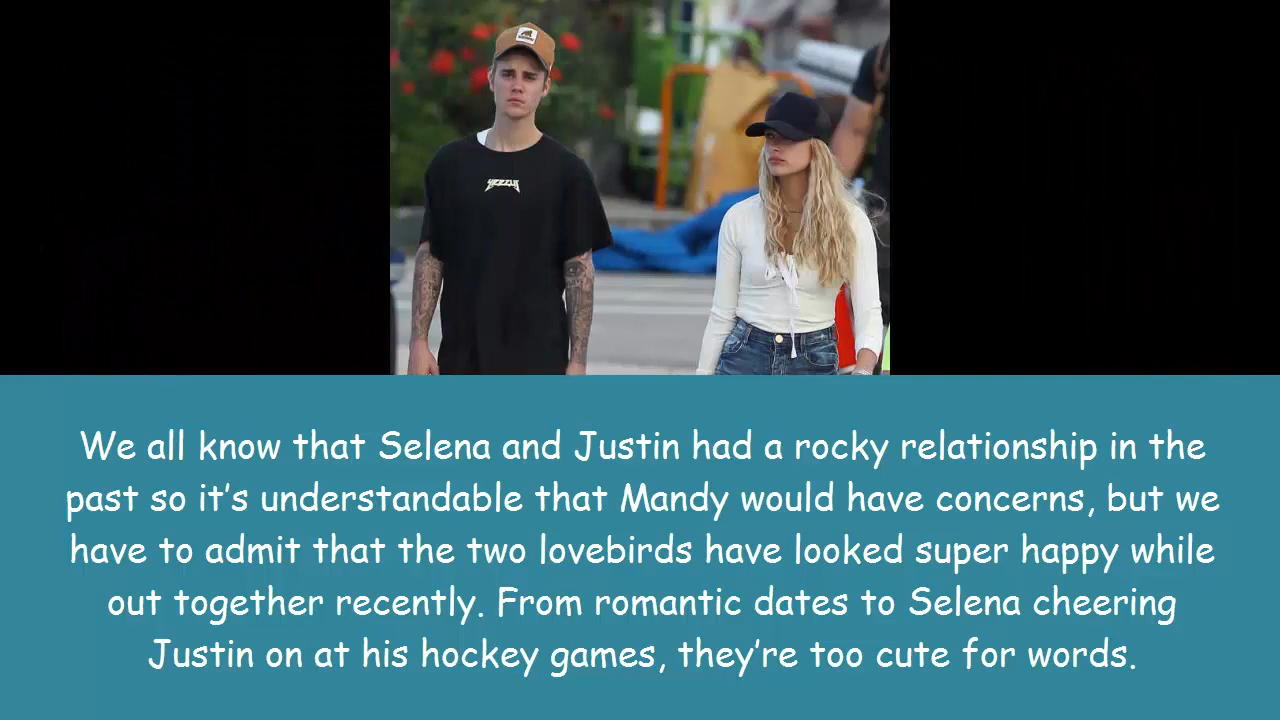 YEEZUS
We all know that Selena and Justin had a rocky relationship in the
past so it's understandable that Mandy would have concerns, but we
have to admit that the two lovebirds have looked super happy while
out together recently. From romantic dates to Selena cheering
Justin on at his hockey games, they're too cute for words.